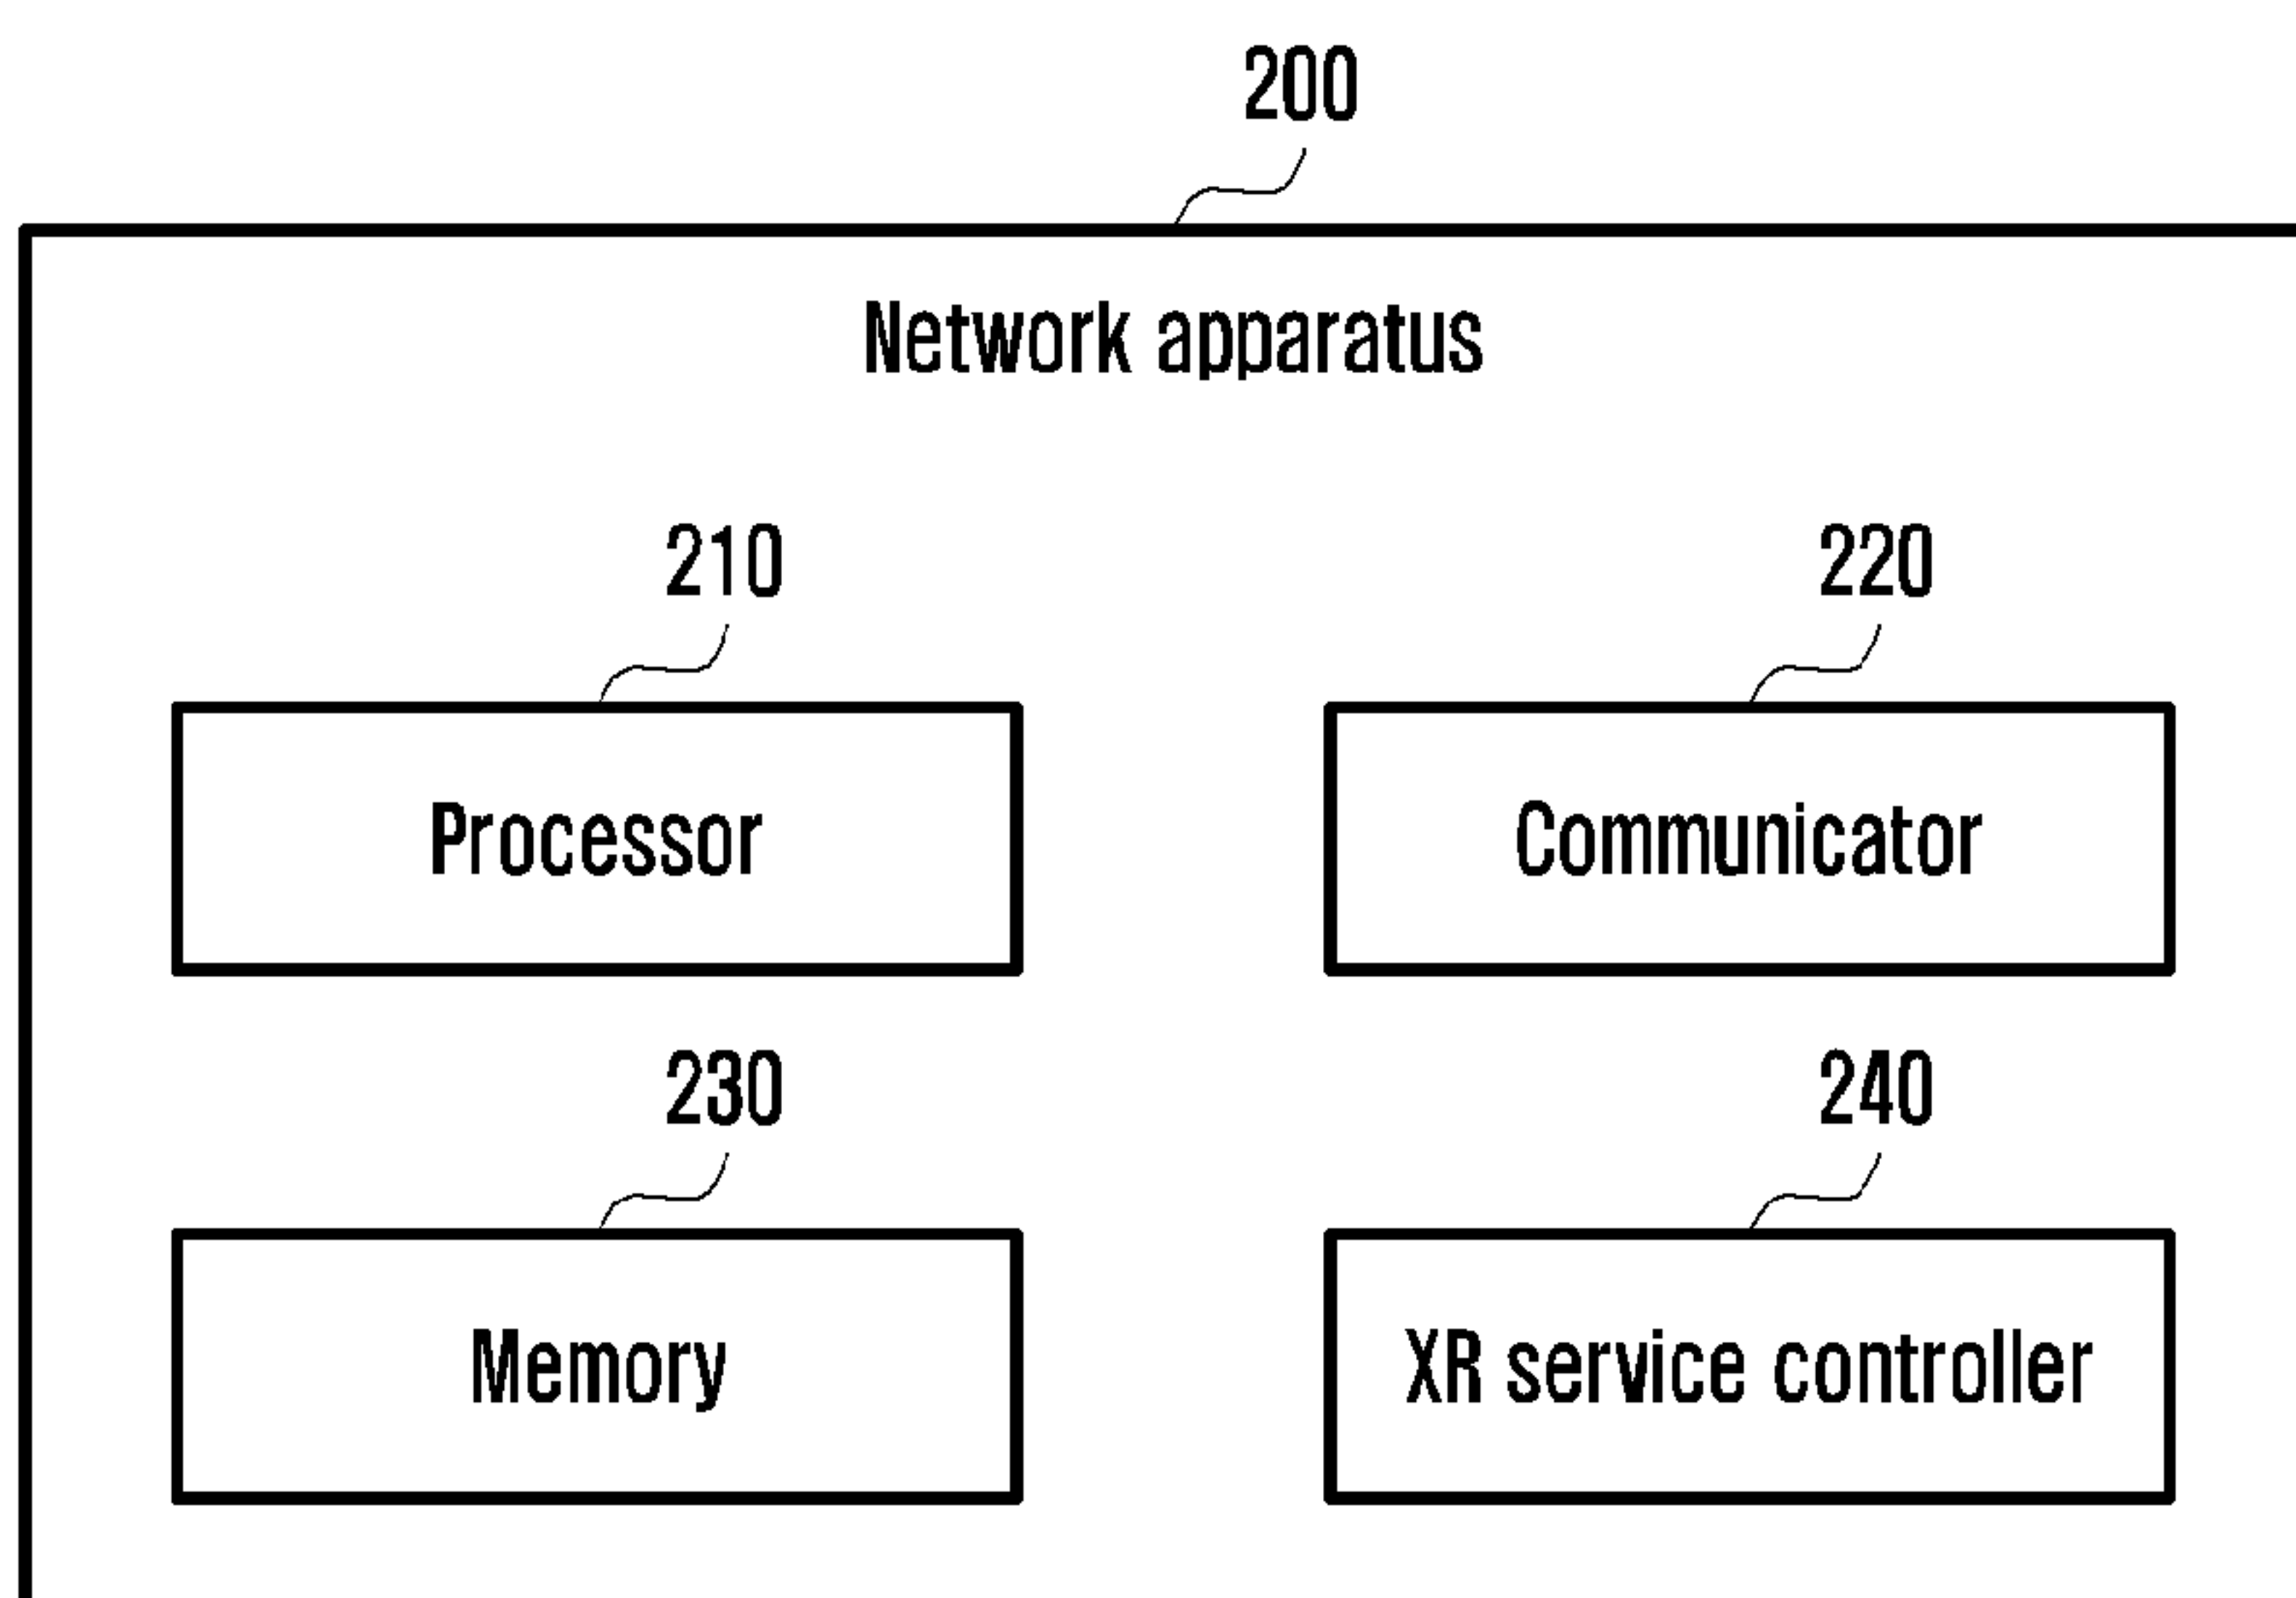 200
Network apparatus
210
220
Processor
Communicator
230
240
Memory
XR service controller